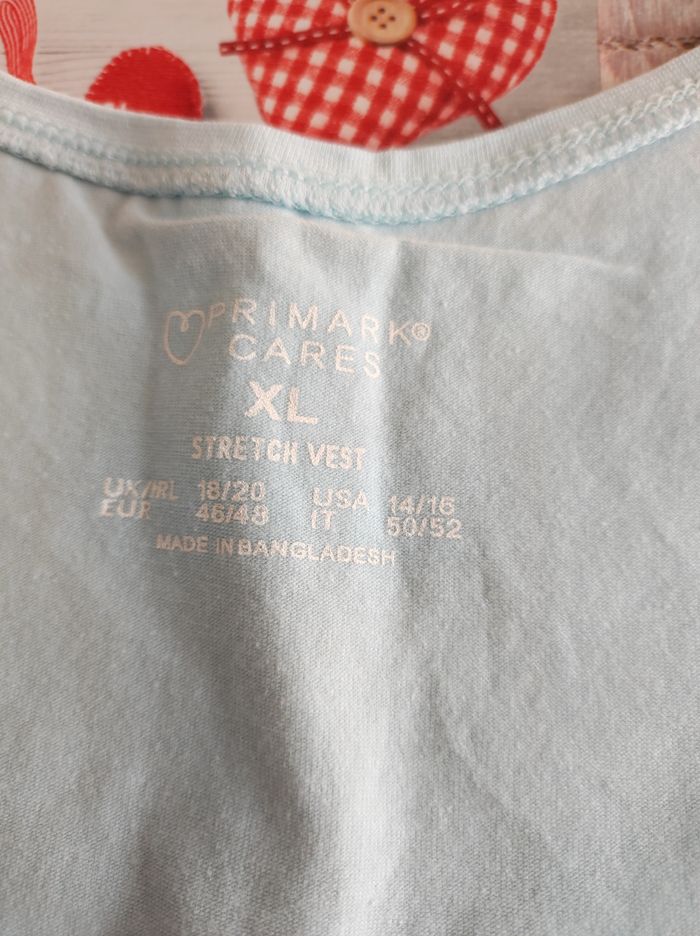 PRIMARK®
CARES
XL
STRETCH VEST
UK/IRL 18/20 USA 14/16
EUR 46/48 IT 50/52
MADE IN BANGLADESH